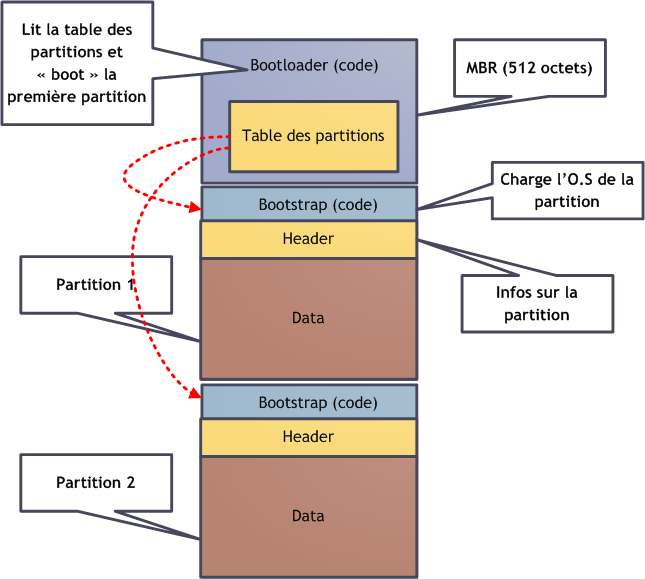 Lit la table des
partitions et
« boot » la
première partition
Bootloader (code)
MBR (512 octets)
Table des partitions
Charge l’O.S de la
partition
Bootstrap (code)
Header
Infos sur la
partition
Partition 1
Data
Bootstrap (code)
Header
Partition 2
Data